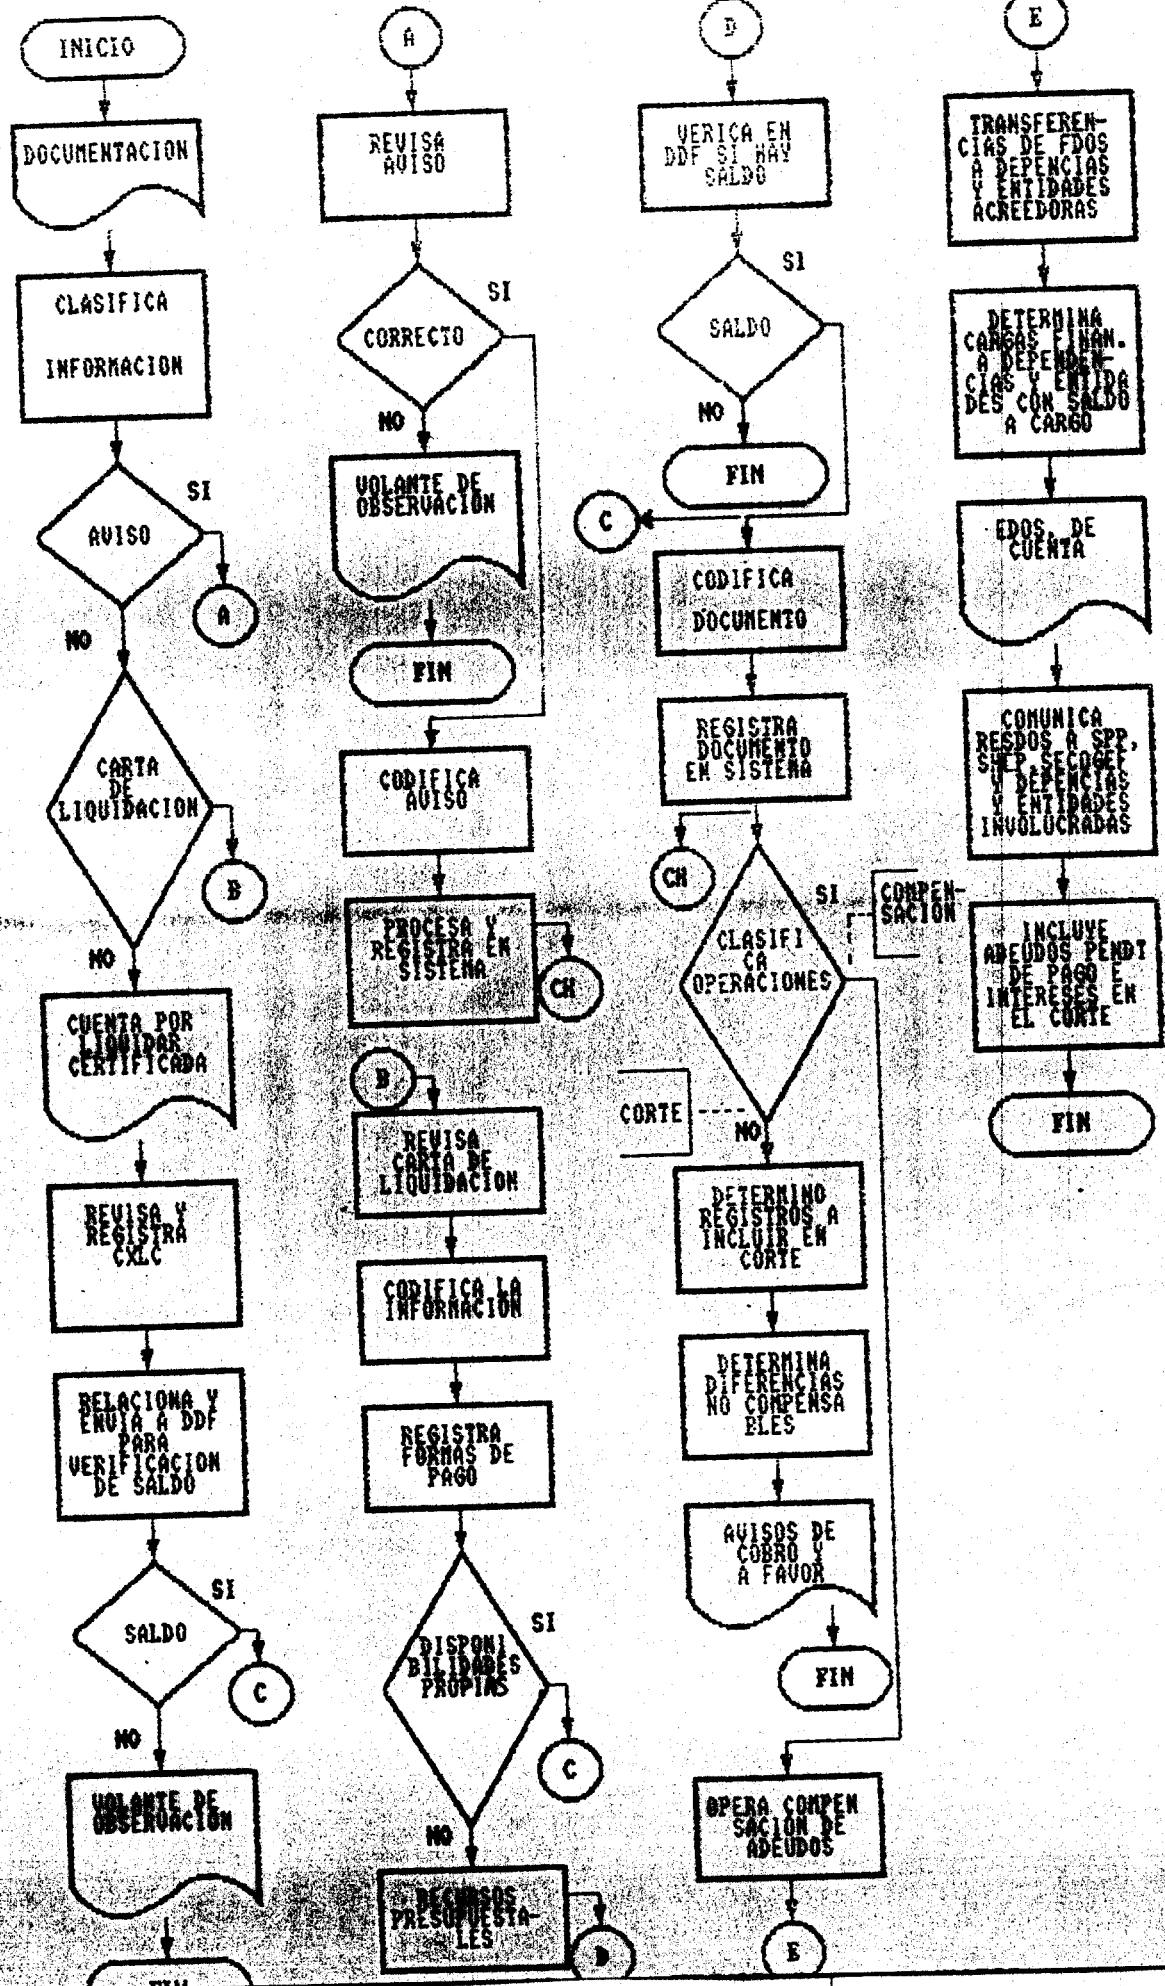 INICIO
DOCUMENTACION
CLASIFICA
INFORMACION
SI
AVISO
A
NO
CARTA
DE
LIQUIDACION
B
NO
CUENTA POR
LIQUIDAR
CERTIFICADA
REVISA Y
REGISTRA
CXLC
RELACIONA Y
ENVIA A DDF
PARA
VERIFICACION
DE SALDO
SI
SALDO
C
NO
VOLANTE DE
OBSERVACION
FIN
A
REVISA
AVISO
SI
CORRECTO
NO
VOLANTE DE
OBSERVACION
FIN
CODIFICA
AVISO
PROCESA Y
REGISTRA EN
SISTEMA
CH
B
REVISA
CARTA DE
LIQUIDACION
CODIFICA LA
INFORMACION
REGISTRA
FORMAS DE
PAGO
SI
DISPONI
BILIDADES
PROPIAS
C
NO
RECURSOS
PRESUPUESTA-
LES
D
D
VERICA EN
DDF SI HAY
SALDO
SI
SALDO
NO
FIN
C
CODIFICA
DOCUMENTO
REGISTRA
DOCUMENTO
EN SISTEMA
CH
SI
COMPEN-
SACION
CLASIFI
CA
OPERACIONES
CORTE
NO
DETERMINO
REGISTROS A
INCLUIR EN
CORTE
DETERMINA
DIFERENCIAS
NO COMPENSA
BLES
AVISOS DE
COBRO Y
A FAVOR
FIN
OPERA COMPEN
SACION DE
ADEUDOS
E
E
TRANSFEREN-
CIAS DE FDOS
A DEPENCIAS
Y ENTIDADES
ACREEDORAS
DETERMINA
CARGAS FINAN.
A DEPENDEN-
CIAS Y ENTIDA
DES CON SALDO
A CARGO
EDOS. DE
CUENTA
COMUNICA
RESDOS A SPP,
SHCP, SECOGEF
Y DEPENCIAS
Y ENTIDADES
INVOLUCRADAS
INCLUYE
ADEUDOS PENDT
DE PAGO E
INTERESES EN
EL CORTE
FIN